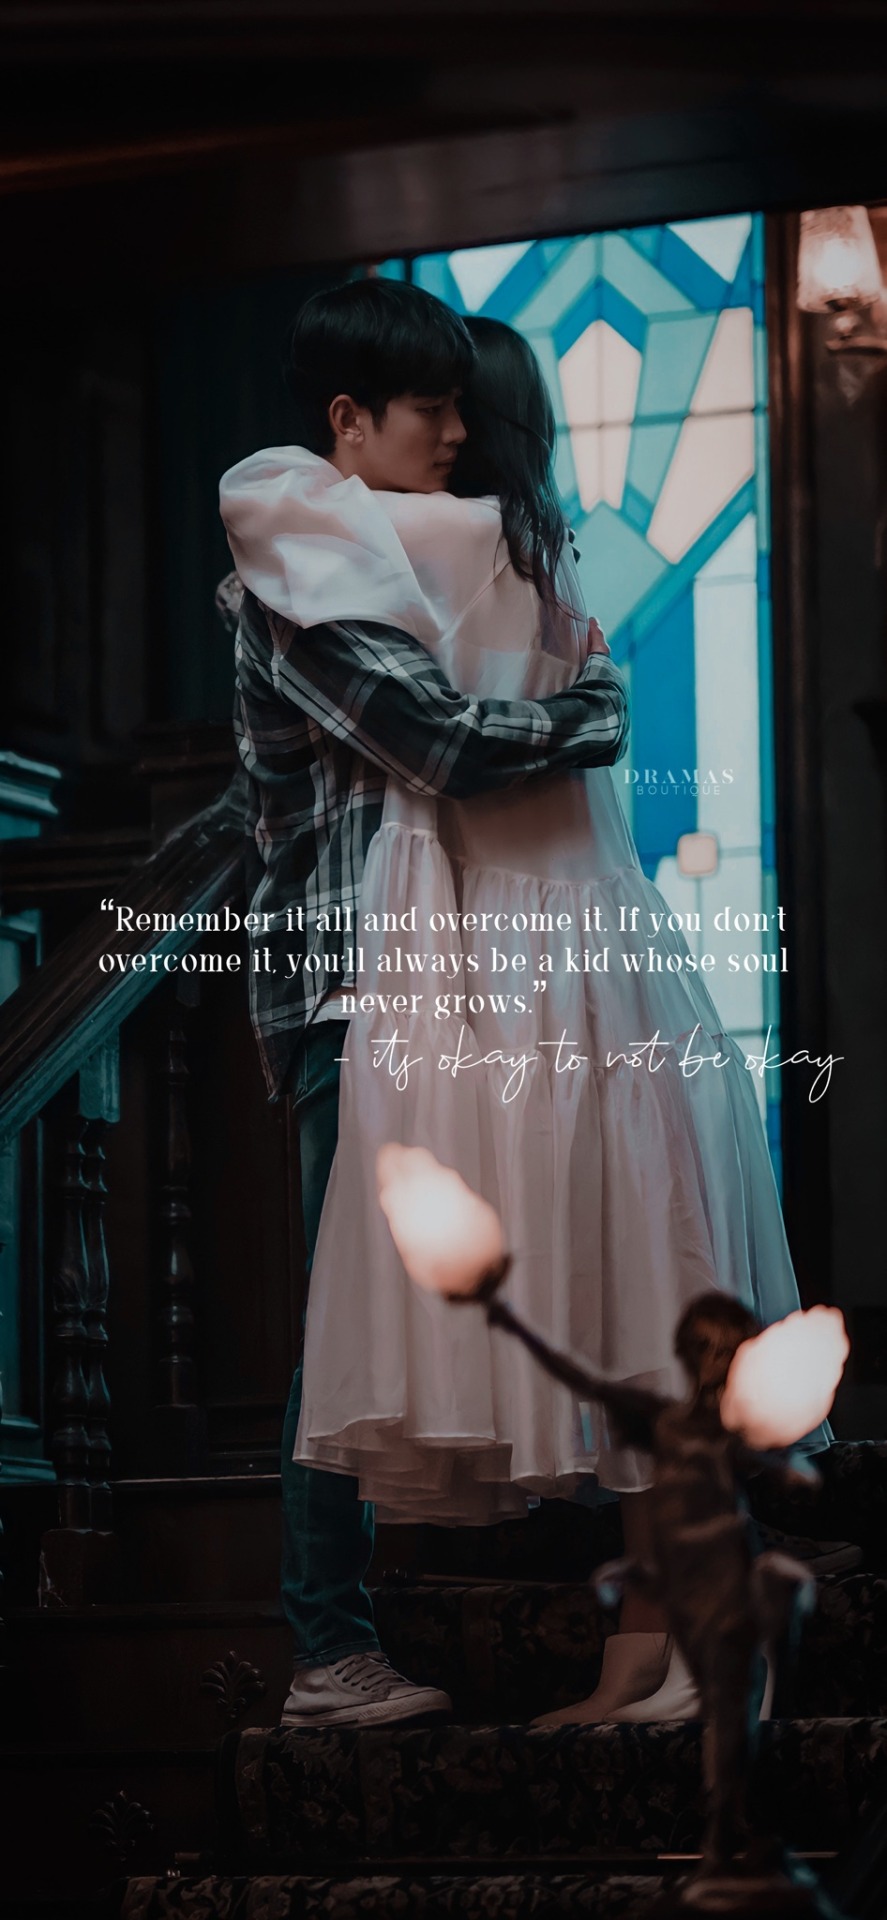 DRAMAS
BOUTIQUE
“Remember it all and overcome it. If you don't
overcome it, you'll always be a kid whose soul
never grows.”
- its okay to not be okay